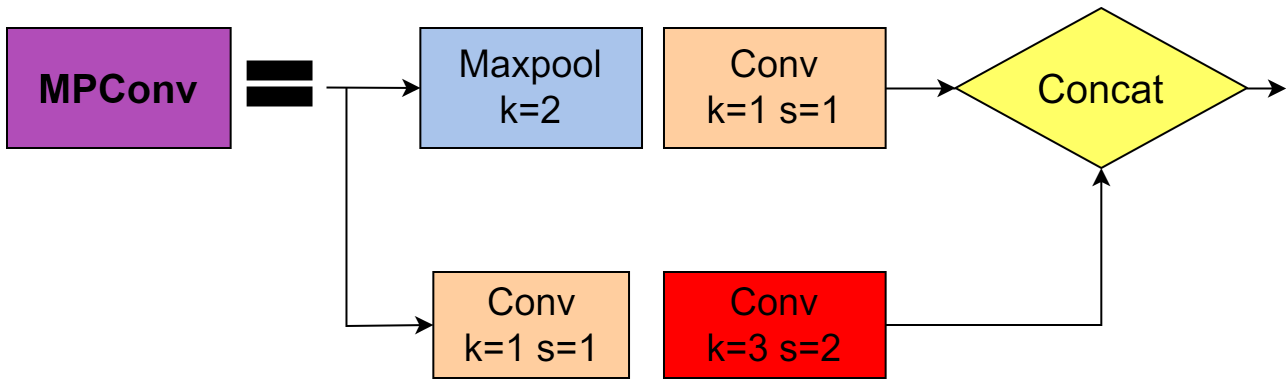 MPConv
=
Maxpool
k=2
Conv
k=1 s=1
Concat
Conv
k=1 s=1
Conv
k=3 s=2